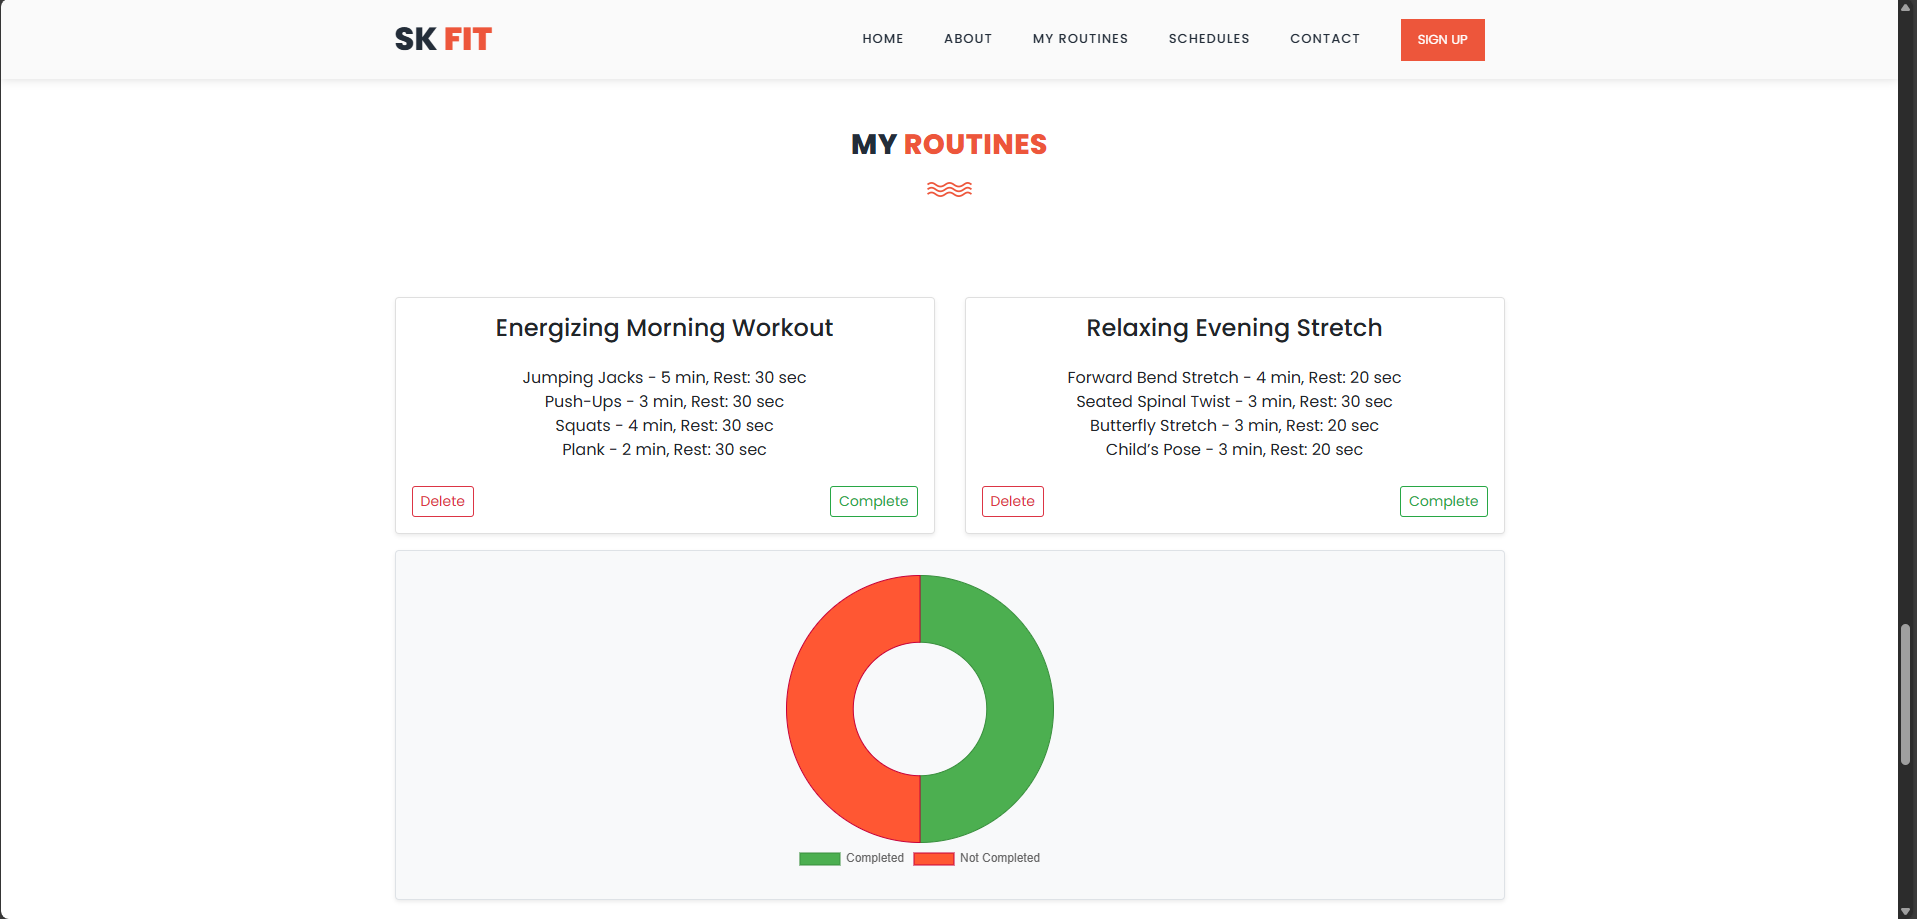 SK FIT
HOME ABOUT MY ROUTINES SCHEDULES CONTACT SIGN UP
MY ROUTINES
Energizing Morning Workout
Jumping Jacks - 5 min, Rest: 30 sec
Push-Ups - 3 min, Rest: 30 sec
Squats - 4 min, Rest: 30 sec
Plank - 2 min, Rest: 30 sec
Delete Complete
Relaxing Evening Stretch
Forward Bend Stretch - 4 min, Rest: 20 sec
Seated Spinal Twist - 3 min, Rest: 30 sec
Butterfly Stretch - 3 min, Rest: 20 sec
Child’s Pose - 3 min, Rest: 20 sec
Delete Complete
Completed Not Completed